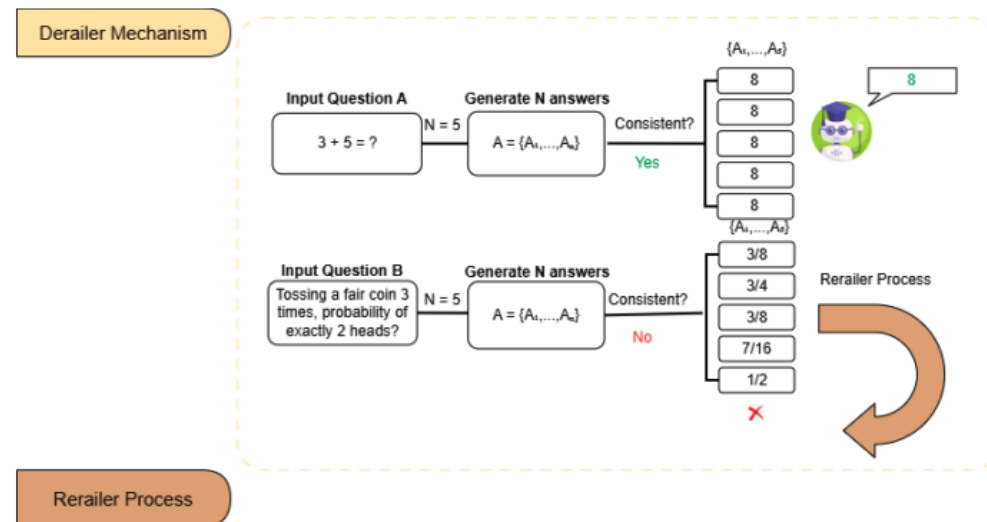 Derailer Mechanism
{A₁,...,A₅}
8
8
Input Question A
Generate N answers
8
N = 5
Consistent?
3 + 5 = ?
A = {A₁,...,Aₙ}
8
Yes
8
8
{A₁,...,A₅}
3/8
Input Question B
Generate N answers
Rerailer Process
3/4
Tossing a fair coin 3
times, probability of
exactly 2 heads?
N = 5
A = {A₁,...,Aₙ}
Consistent?
3/8
No
7/16
1/2
Rerailer Process